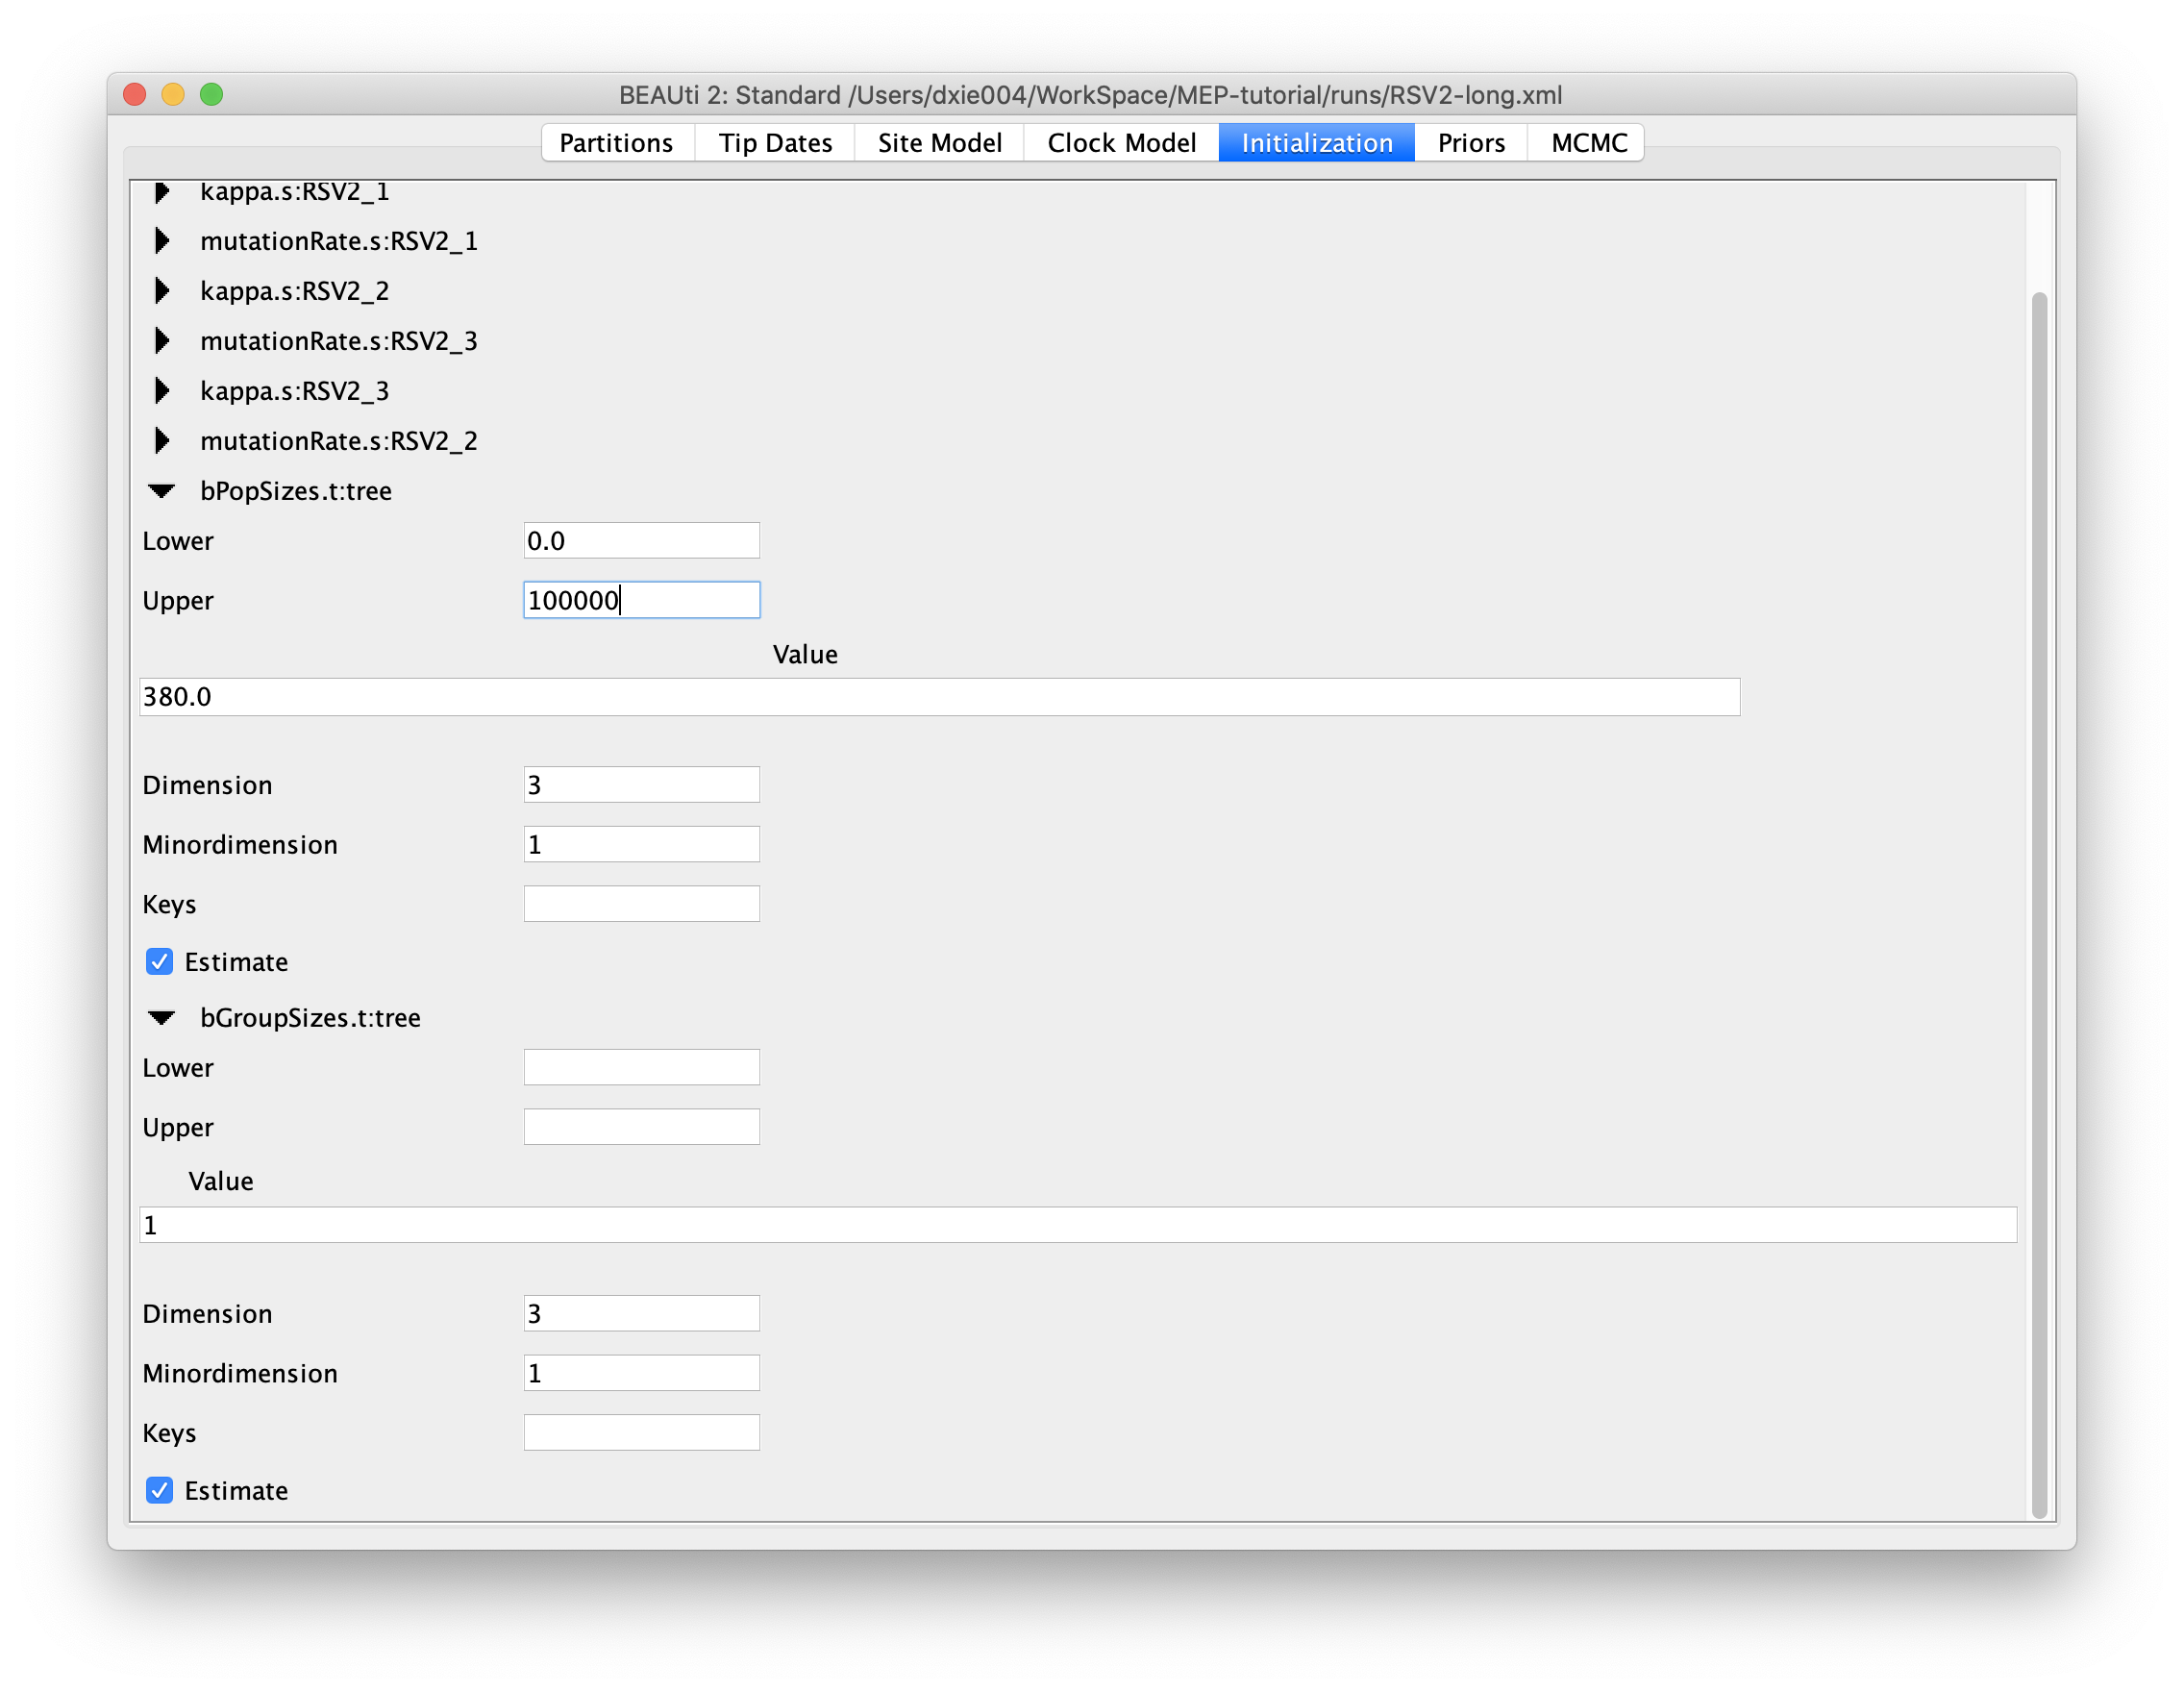 BEAUti 2: Standard /Users/dxie004/WorkSpace/MEP-tutorial/runs/RSV2-long.xml
Partitions Tip Dates Site Model Clock Model Initialization Priors MCMC
kappa.s:RSV2_1
mutationRate.s:RSV2_1
kappa.s:RSV2_2
mutationRate.s:RSV2_3
kappa.s:RSV2_3
mutationRate.s:RSV2_2
bPopSizes.t:tree
Lower 0.0
Upper 100000
Value
380.0
Dimension 3
Minordimension 1
Keys
Estimate
bGroupSizes.t:tree
Lower
Upper
Value
1
Dimension 3
Minordimension 1
Keys
Estimate